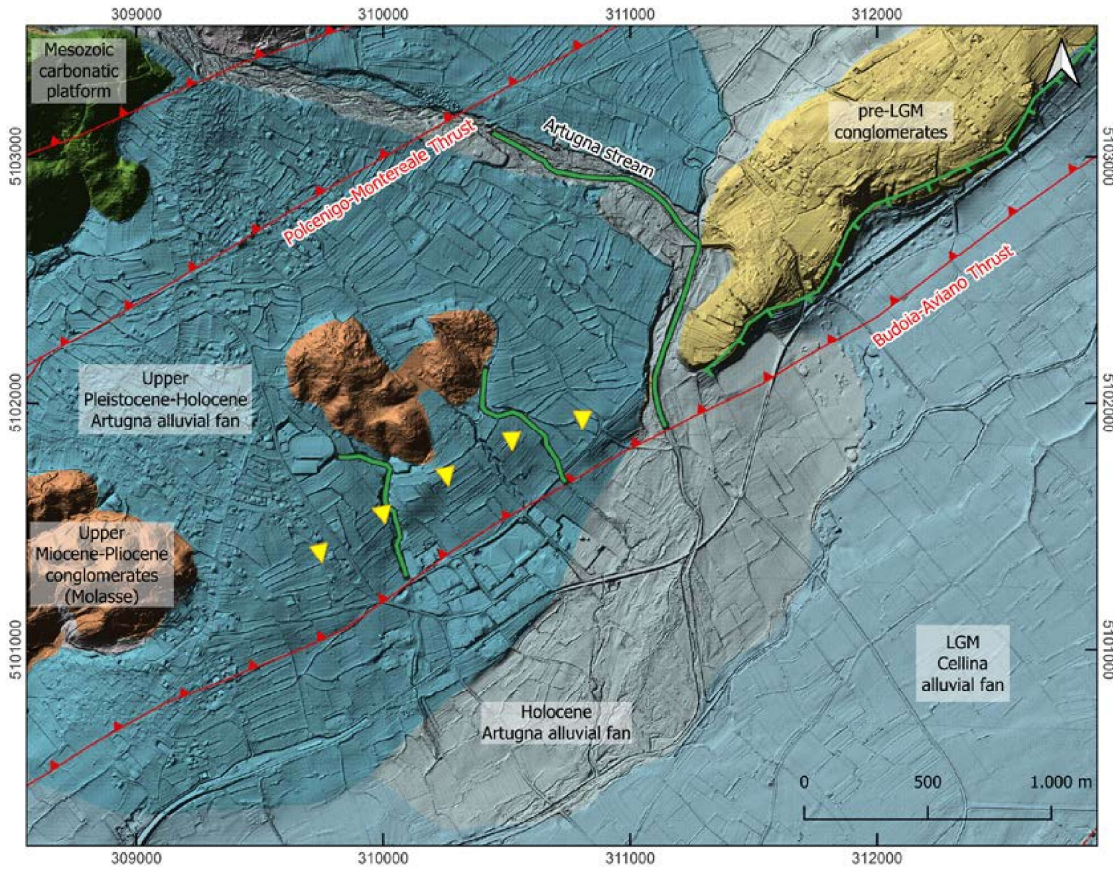 309000
310000
311000
312000
Mesozoic
carbonatic
platform
pre-LGM
conglomerates
Artugna stream
5103000
5103000
Polcenigo-Montereale Thrust
Budoia-Aviano Thrust
Upper
Pleistocene-Holocene
Artugna alluvial fan
5102000
5102000
Upper
Miocene-Pliocene
conglomerates
(Molasse)
5101000
5101000
LGM
Cellina
alluvial fan
Holocene
Artugna alluvial fan
0
500
1.000 m
309000
310000
311000
312000